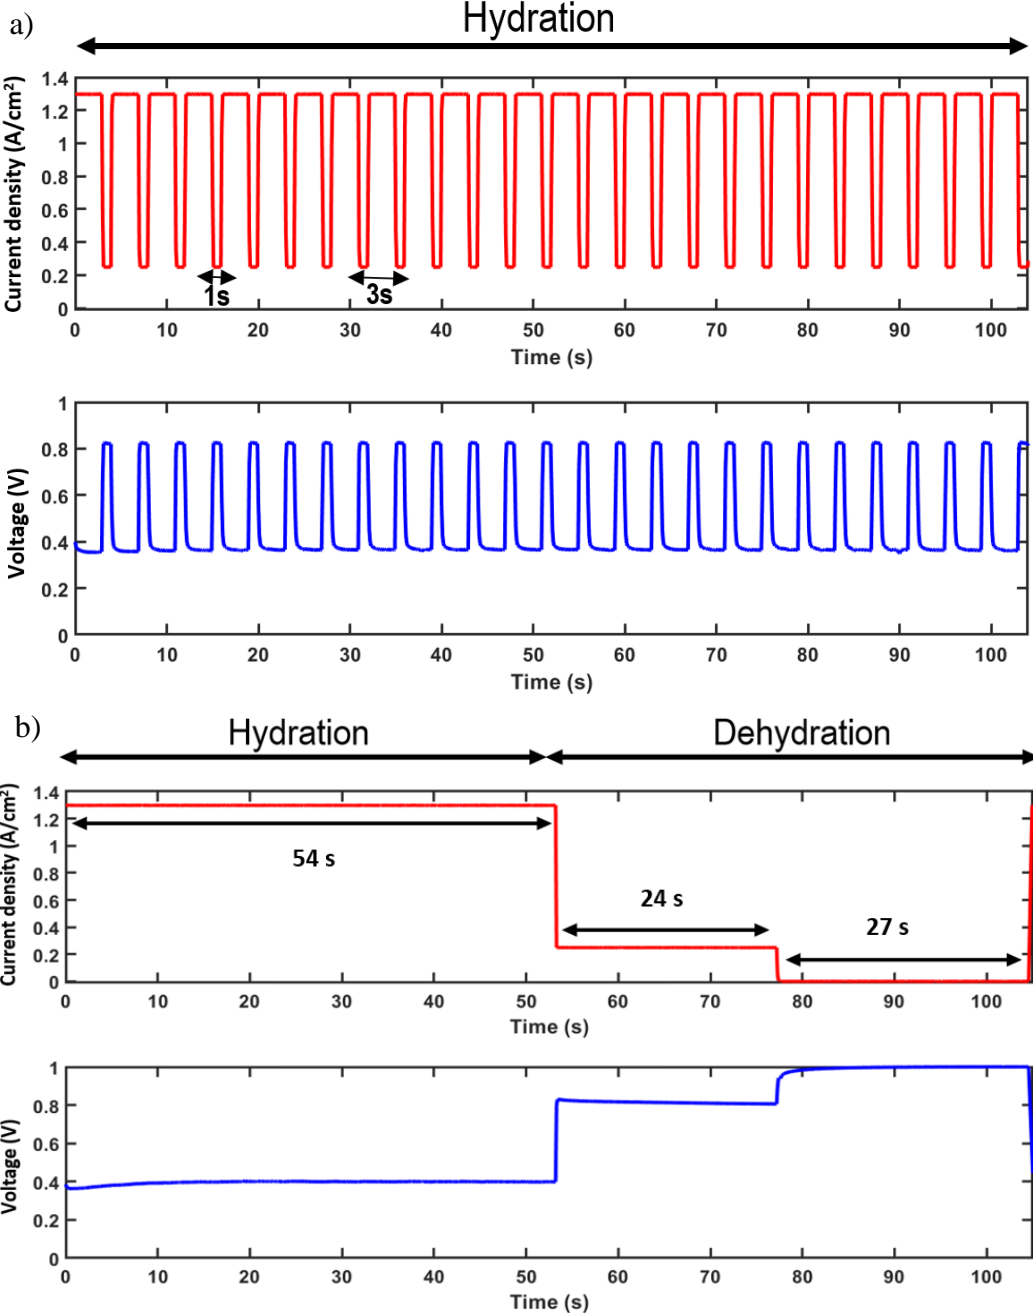 a)
Hydration
Current density (A/cm²)
1.4
1.2
1
0.8
0.6
0.4
0.2
0
1s
3s
0 10 20 30 40 50 60 70 80 90 100
Time (s)
Voltage (V)
1
0.8
0.6
0.4
0.2
0
0 10 20 30 40 50 60 70 80 90 100
Time (s)
b)
Hydration Dehydration
Current density (A/cm²)
1.4
1.2
1
0.8
0.6
0.4
0.2
0
54 s
24 s
27 s
0 10 20 30 40 50 60 70 80 90 100
Time (s)
Voltage (V)
1
0.8
0.6
0.4
0.2
0
0 10 20 30 40 50 60 70 80 90 100
Time (s)